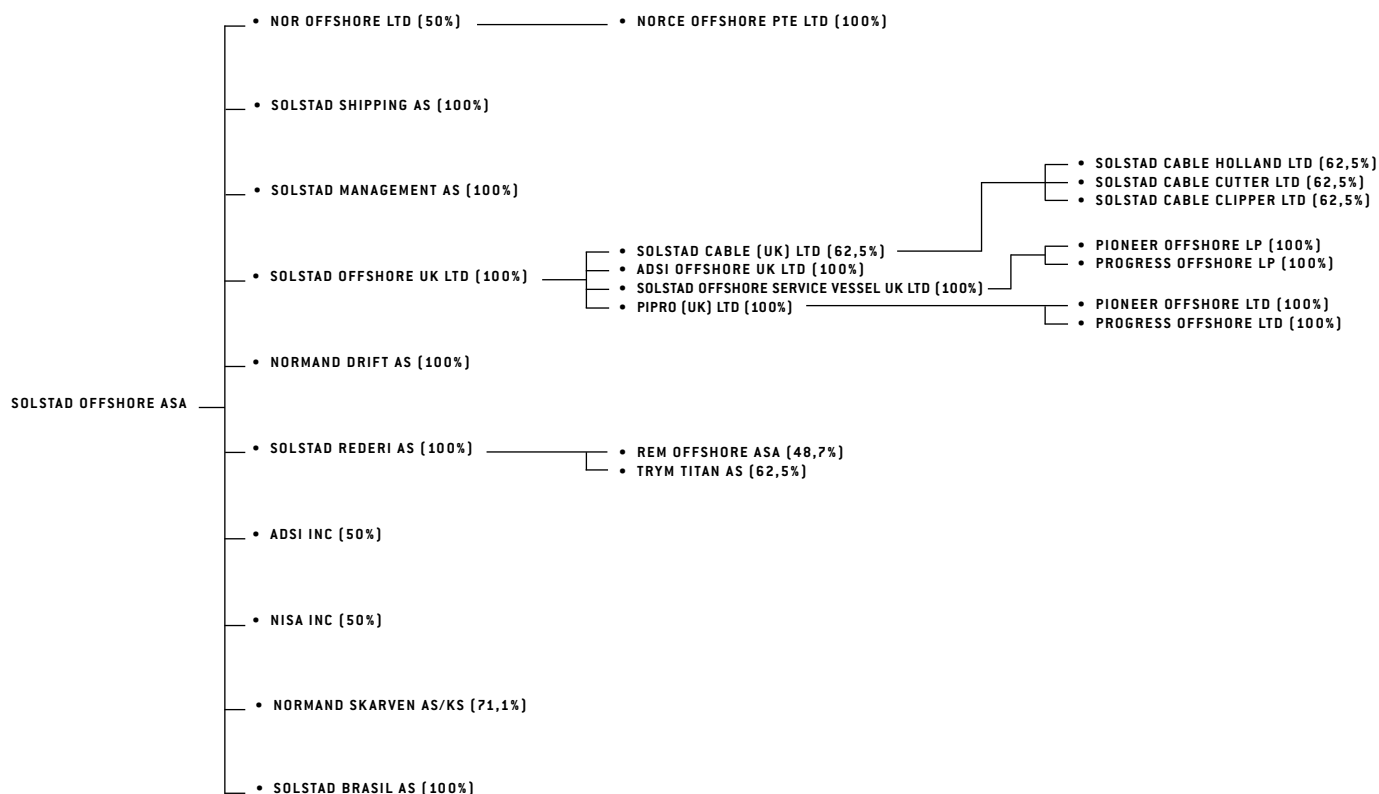 • NOR OFFSHORE LTD (50%)
• NORCE OFFSHORE PTE LTD (100%)
• SOLSTAD SHIPPING AS (100%)
• SOLSTAD MANAGEMENT AS (100%)
• SOLSTAD OFFSHORE UK LTD (100%)
• SOLSTAD CABLE (UK) LTD (62,5%)
• ADSI OFFSHORE UK LTD (100%)
• SOLSTAD OFFSHORE SERVICE VESSEL UK LTD (100%)
• PIPRO (UK) LTD (100%)
• SOLSTAD CABLE HOLLAND LTD (62,5%)
• SOLSTAD CABLE CUTTER LTD (62,5%)
• SOLSTAD CABLE CLIPPER LTD (62,5%)
• PIONEER OFFSHORE LP (100%)
• PROGRESS OFFSHORE LP (100%)
• PIONEER OFFSHORE LTD (100%)
• PROGRESS OFFSHORE LTD (100%)
• NORMAND DRIFT AS (100%)
SOLSTAD OFFSHORE ASA
• SOLSTAD REDERI AS (100%)
• REM OFFSHORE ASA (48,7%)
• TRYM TITAN AS (62,5%)
• ADSI INC (50%)
• NISA INC (50%)
• NORMAND SKARVEN AS/KS (71,1%)
• SOLSTAD BRASIL AS (100%)